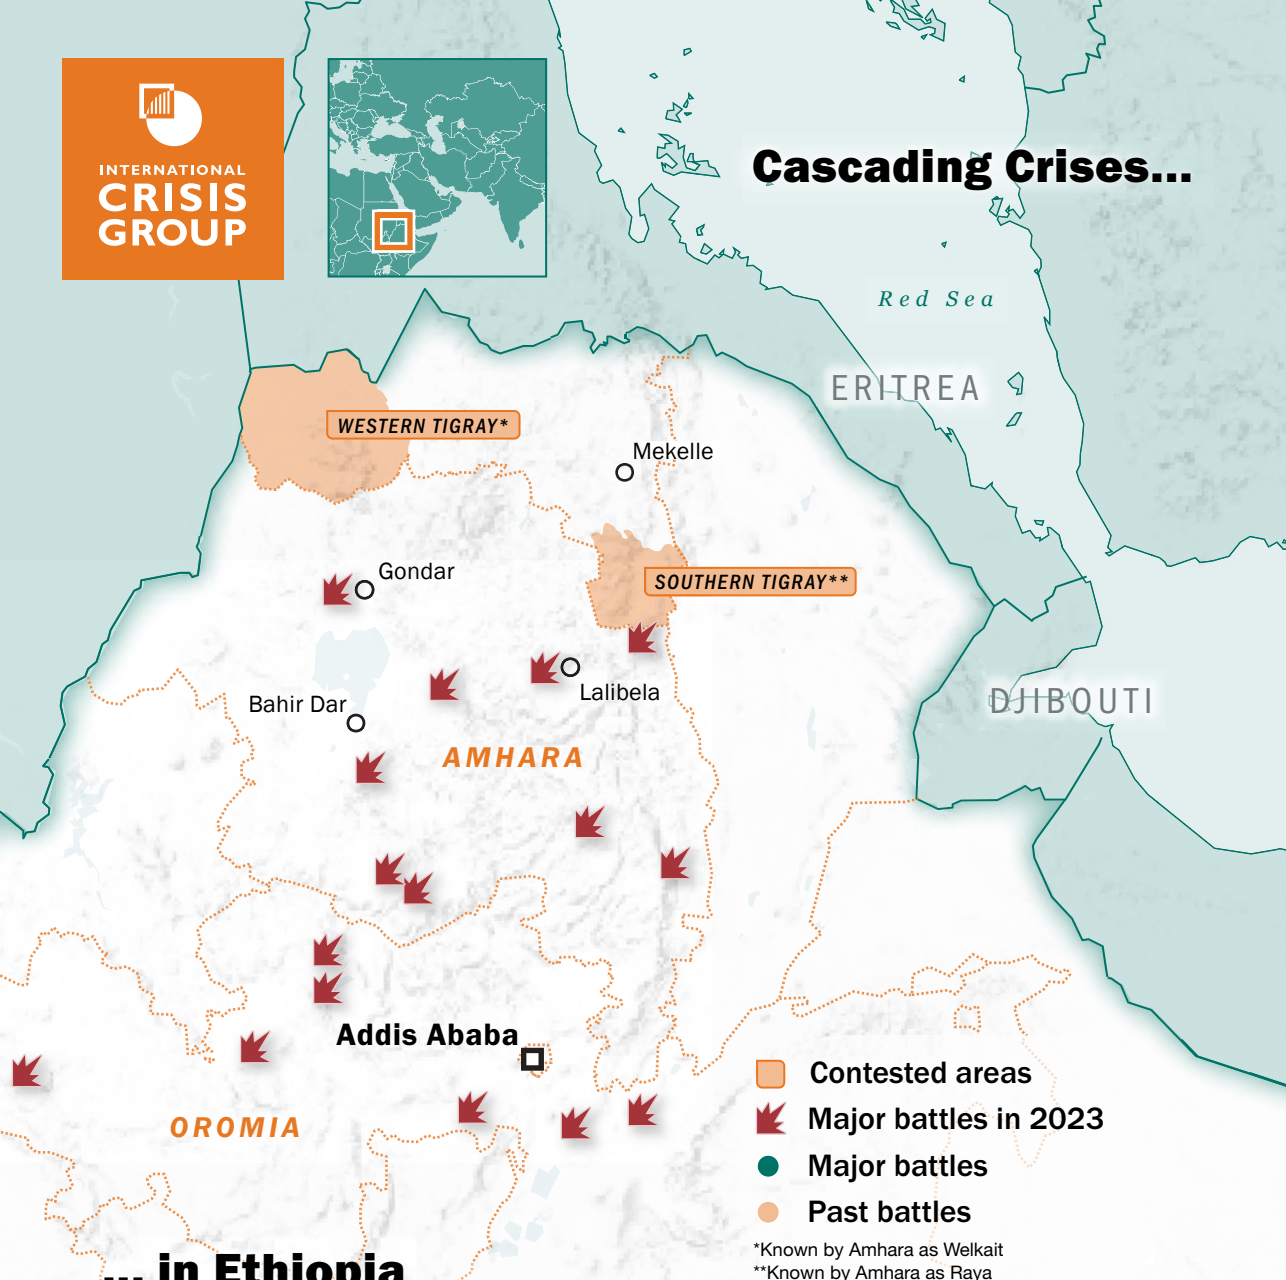 INTERNATIONAL
CRISIS
GROUP
Cascading Crises...
Red Sea
ERITREA
WESTERN TIGRAY*
Mekelle
Gondar
SOUTHERN TIGRAY**
Lalibela
Bahir Dar
DJIBOUTI
AMHARA
Addis Ababa
OROMIA
Contested areas
Major battles in 2023
Major battles
Past battles
*Known by Amhara as Welkait
**Known by Amhara as Raya
... in Ethiopia